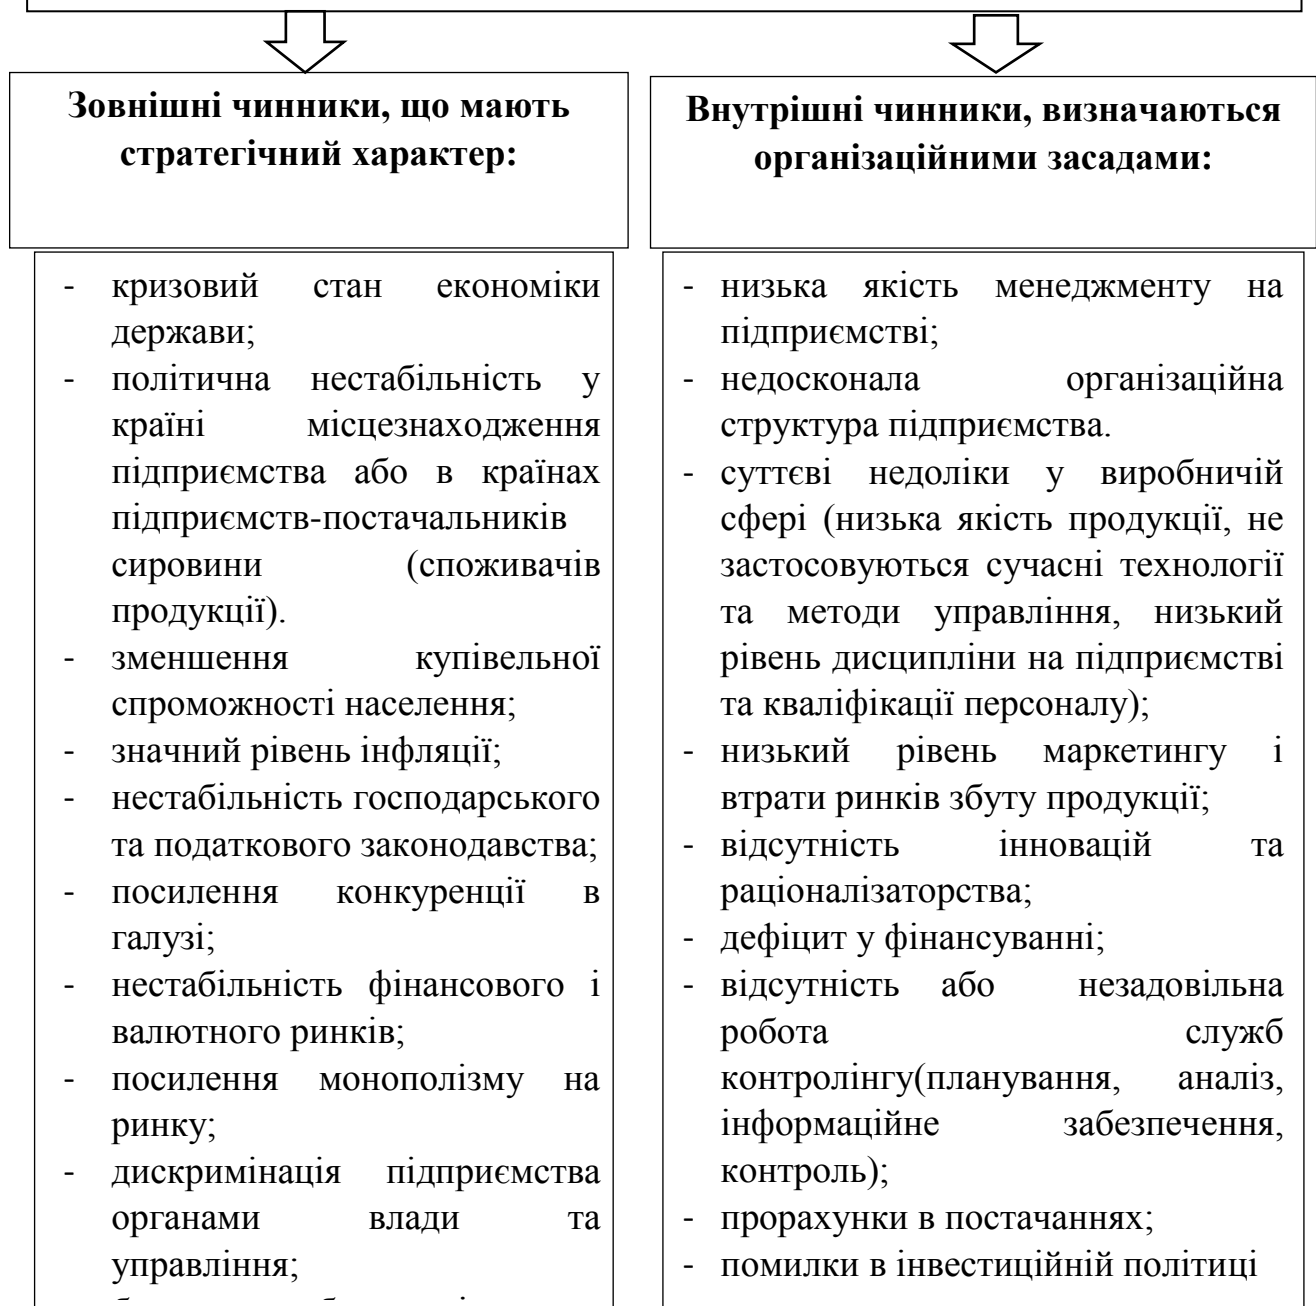 Зовнішні чинники, що мають
стратегічний характер:
- кризовий стан економіки
держави;
- політична нестабільність у
країні місцезнаходження
підприємства або в країнах
підприємств-постачальників
сировини (споживачів
продукції).
- зменшення купівельної
спроможності населення;
- значний рівень інфляції;
- нестабільність господарського
та податкового законодавства;
- посилення конкуренції в
галузі;
- нестабільність фінансового і
валютного ринків;
- посилення монополізму на
ринку;
- дискримінація підприємства
органами влади та
управління;
Внутрішні чинники, визначаються
організаційними засадами:
- низька якість менеджменту на
підприємстві;
- недосконала організаційна
структура підприємства.
- суттєві недоліки у виробничій
сфері (низька якість продукції, не
застосовуються сучасні технології
та методи управління, низький
рівень дисципліни на підприємстві
та кваліфікації персоналу);
- низький рівень маркетингу і
втрати ринків збуту продукції;
- відсутність інновацій та
раціоналізаторства;
- дефіцит у фінансуванні;
- відсутність або незадовільна
робота служб
контролінгу(планування, аналіз,
інформаційне забезпечення,
контроль);
- прорахунки в постачаннях;
- помилки в інвестиційній політиці